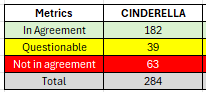 Metrics CINDERELLA
In Agreement 182
Questionable 39
Not in agreement 63
Total 284